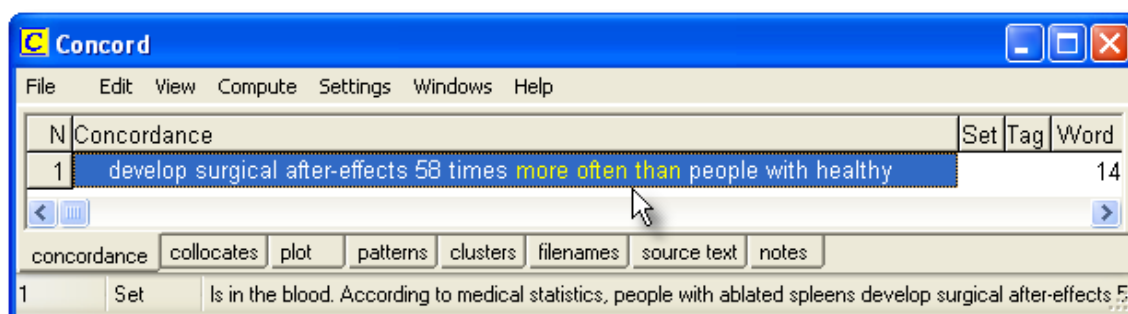 C Concord
File Edit View Compute Settings Windows Help
N Concordance Set Tag Word
1 develop surgical after-effects 58 times more often than people with healthy 14
concordance collocates plot patterns clusters filenames source text notes
1 Set Is in the blood. According to medical statistics, people with ablated spleens develop surgical after-effects 5